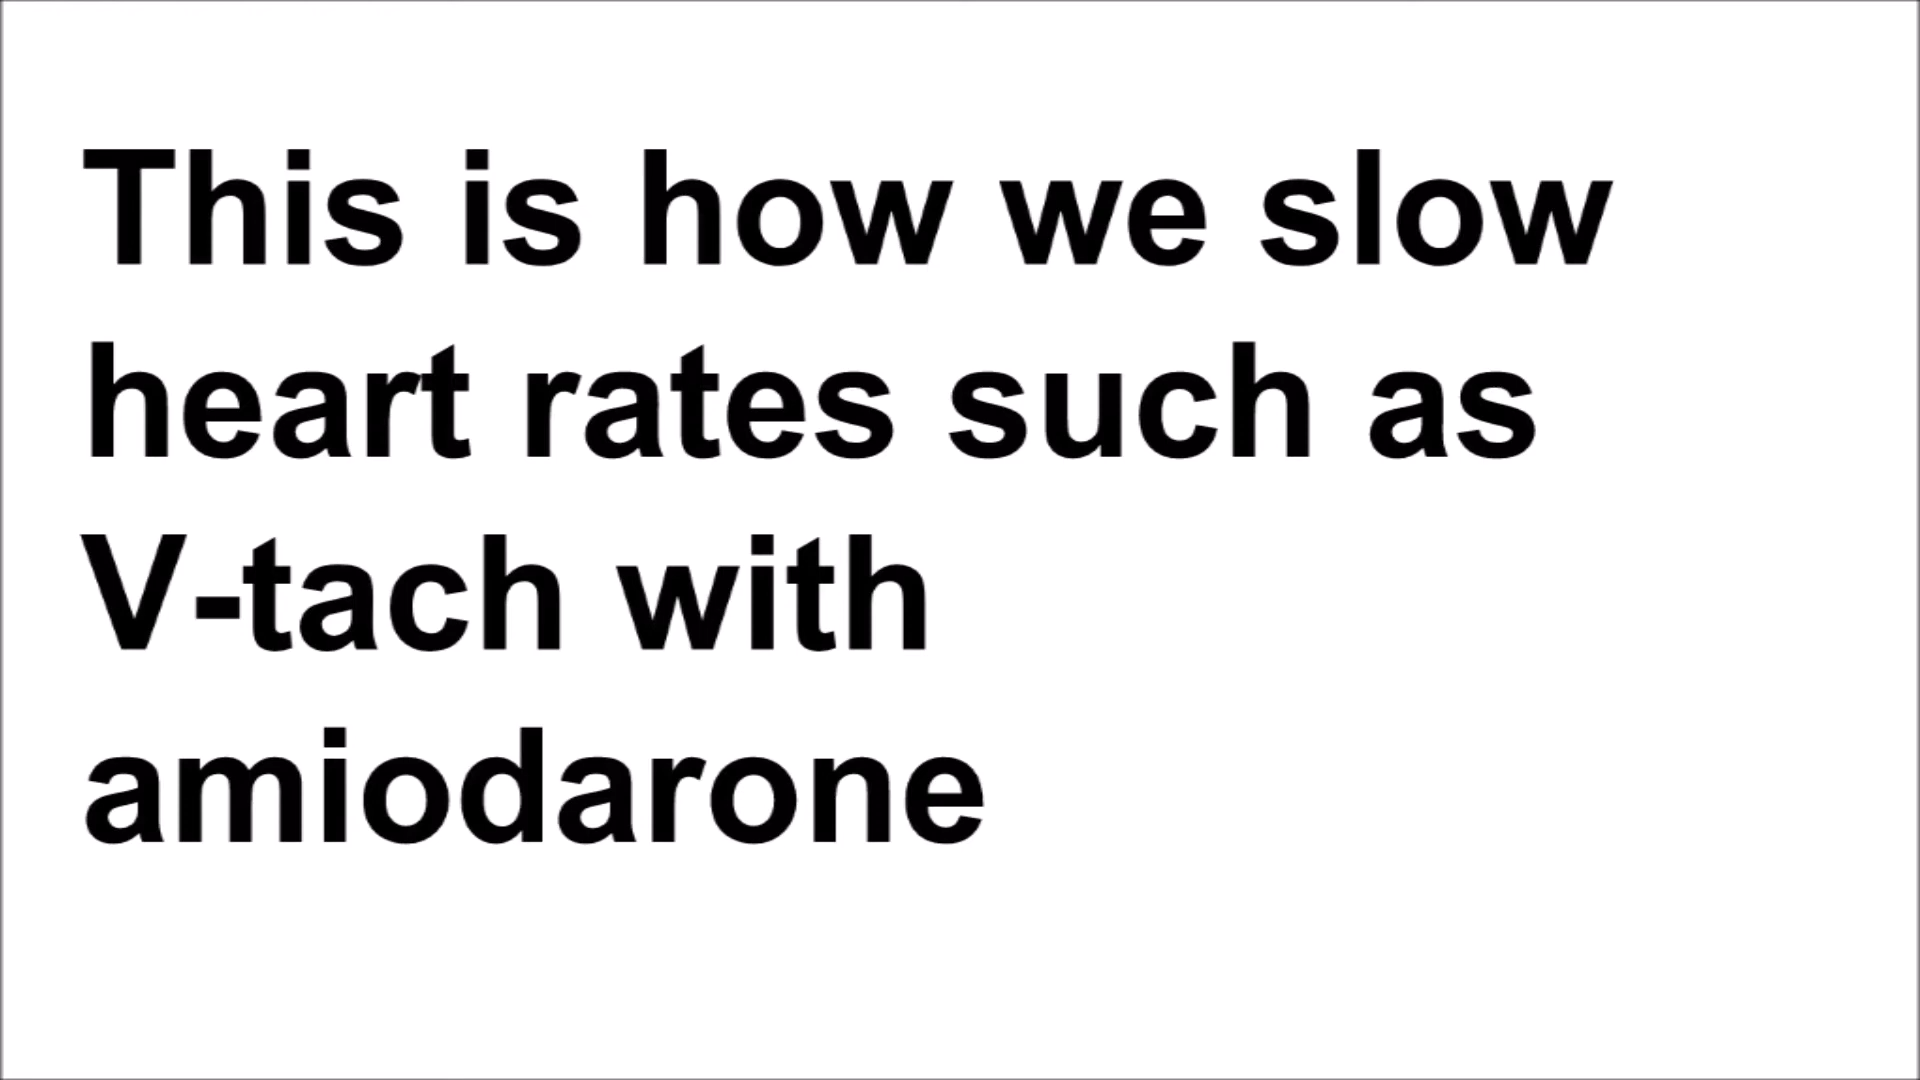 This is how we slow
heart rates such as
V-tach with
amiodarone